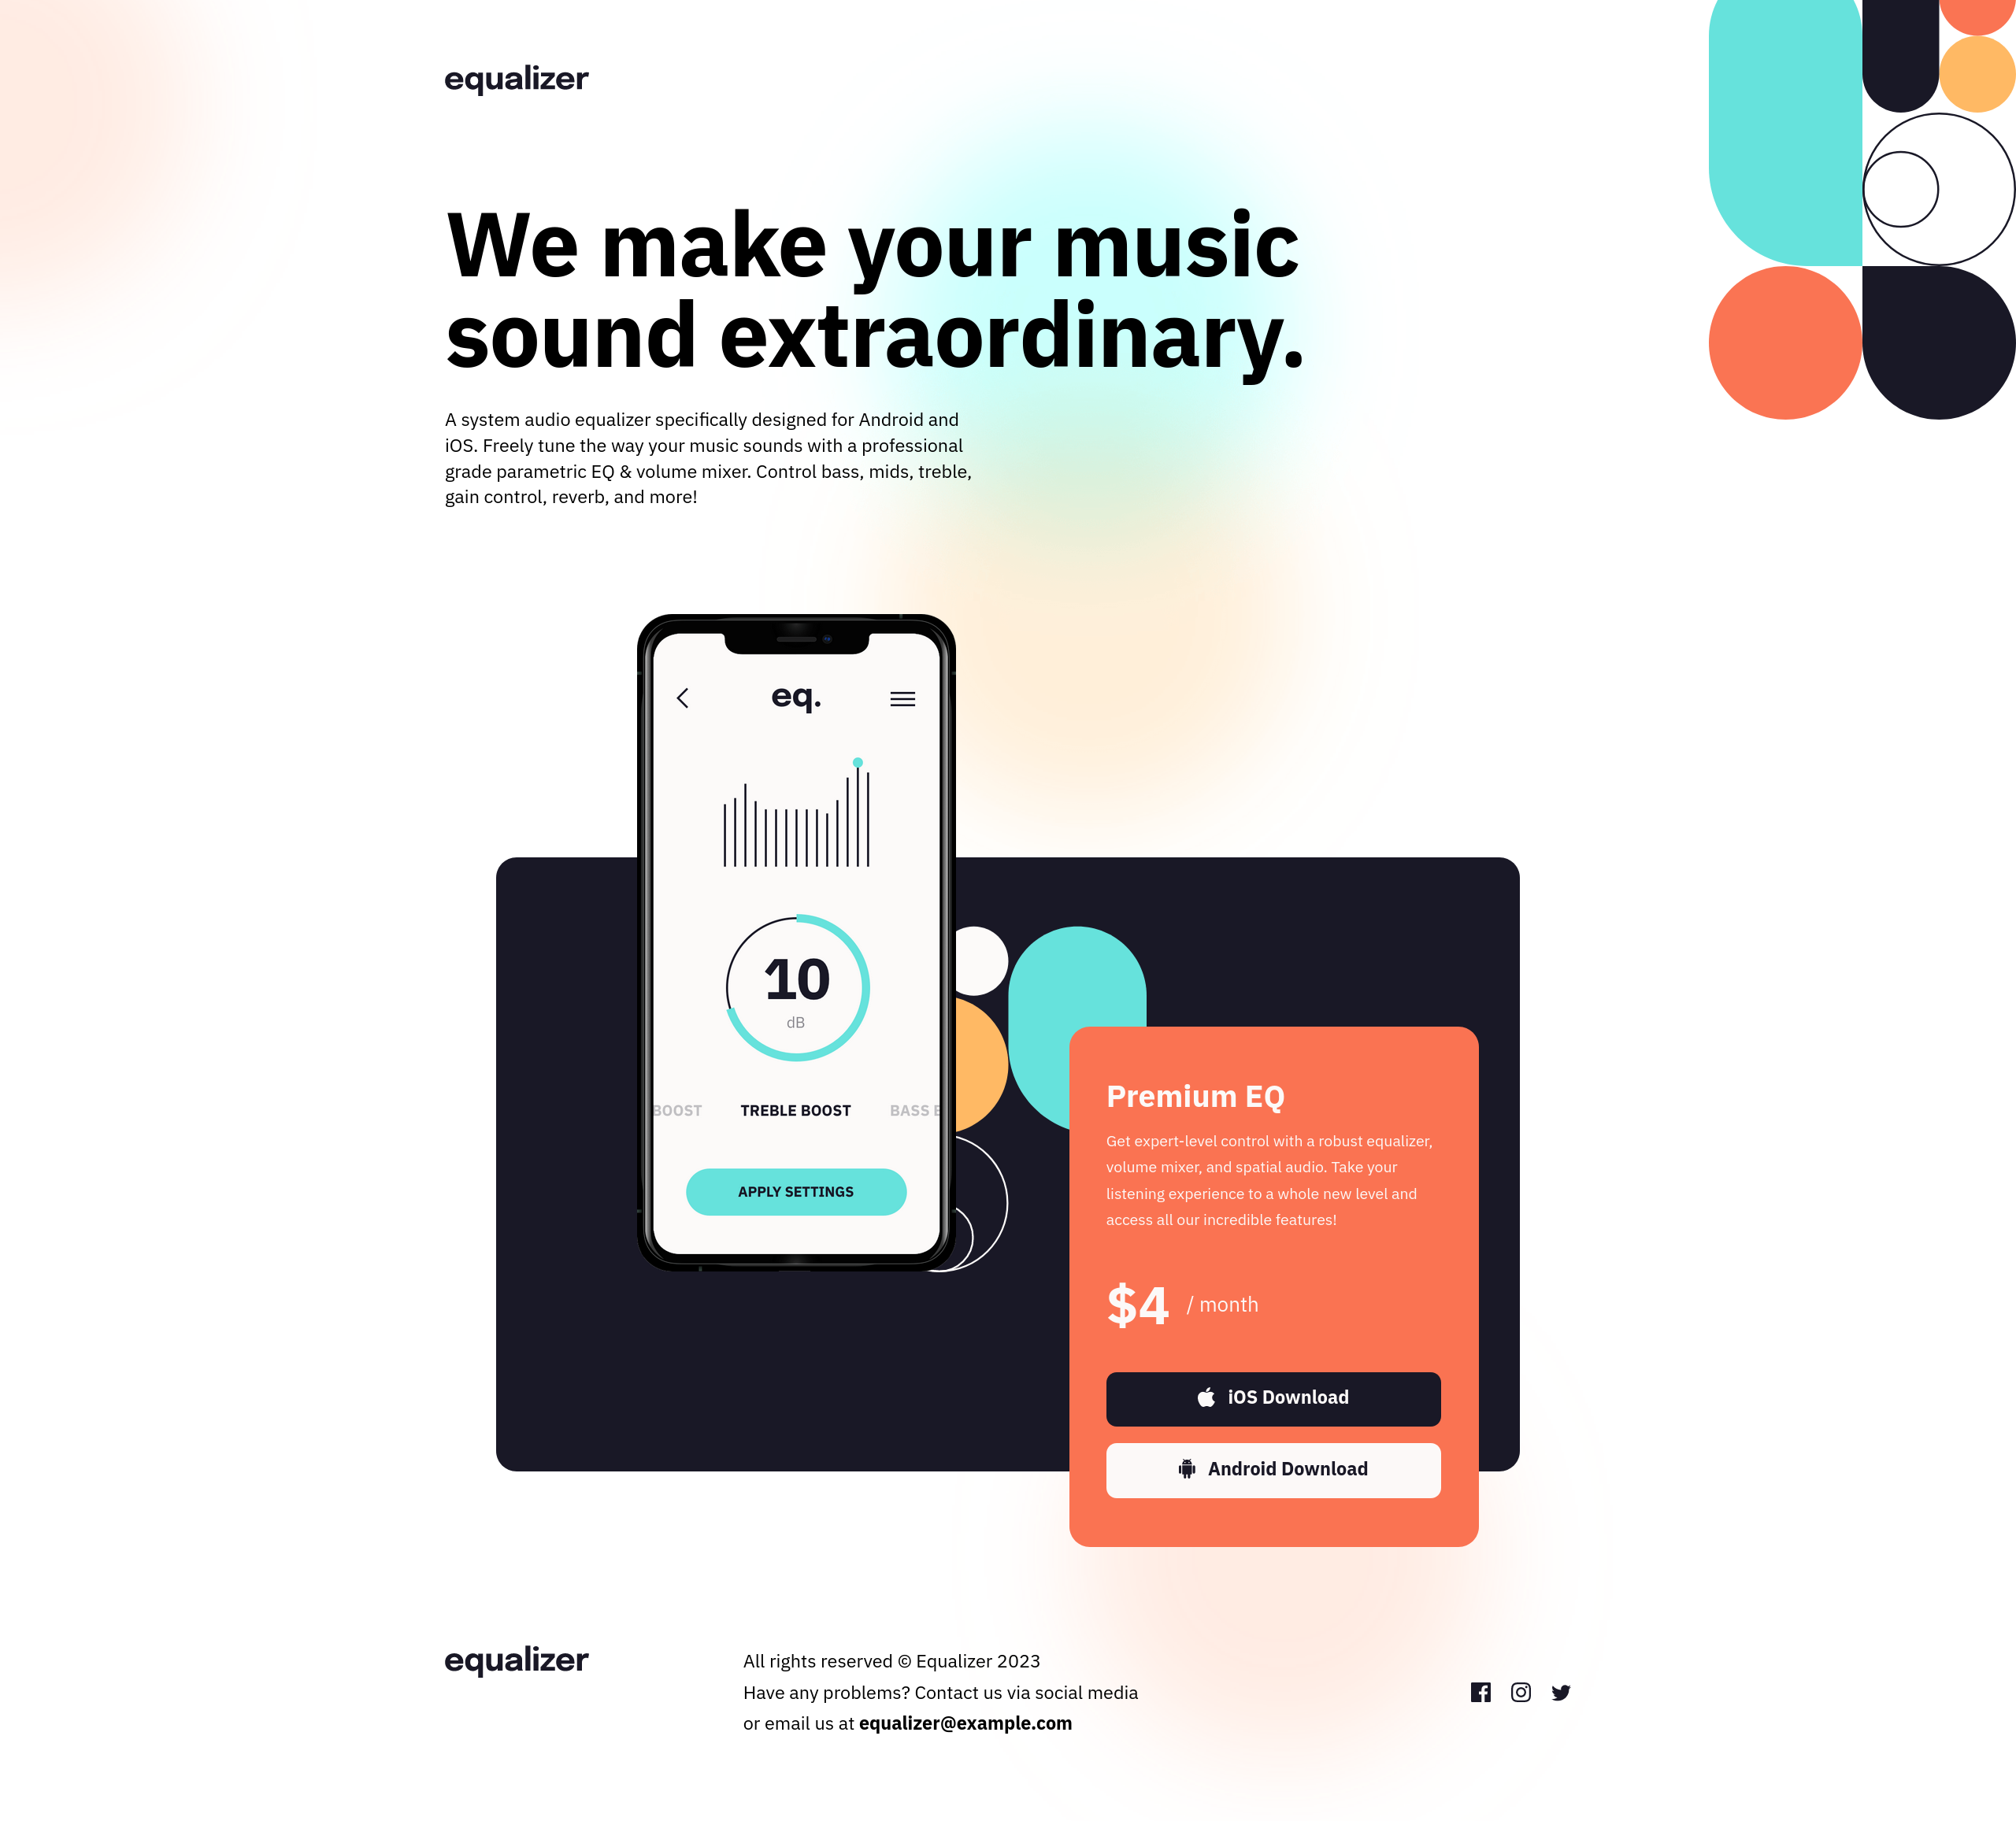 equalizer
We make your music
sound extraordinary.
A system audio equalizer specifically designed for Android and
iOS. Freely tune the way your music sounds with a professional
grade parametric EQ & volume mixer. Control bass, mids, treble,
gain control, reverb, and more!
eq.
10
dB
BOOST TREBLE BOOST BASS
APPLY SETTINGS
Premium EQ
Get expert-level control with a robust equalizer,
volume mixer, and spatial audio. Take your
listening experience to a whole new level and
access all our incredible features!
$4 / month
iOS Download
Android Download
equalizer
All rights reserved © Equalizer 2023
Have any problems? Contact us via social media
or email us at equalizer@example.com